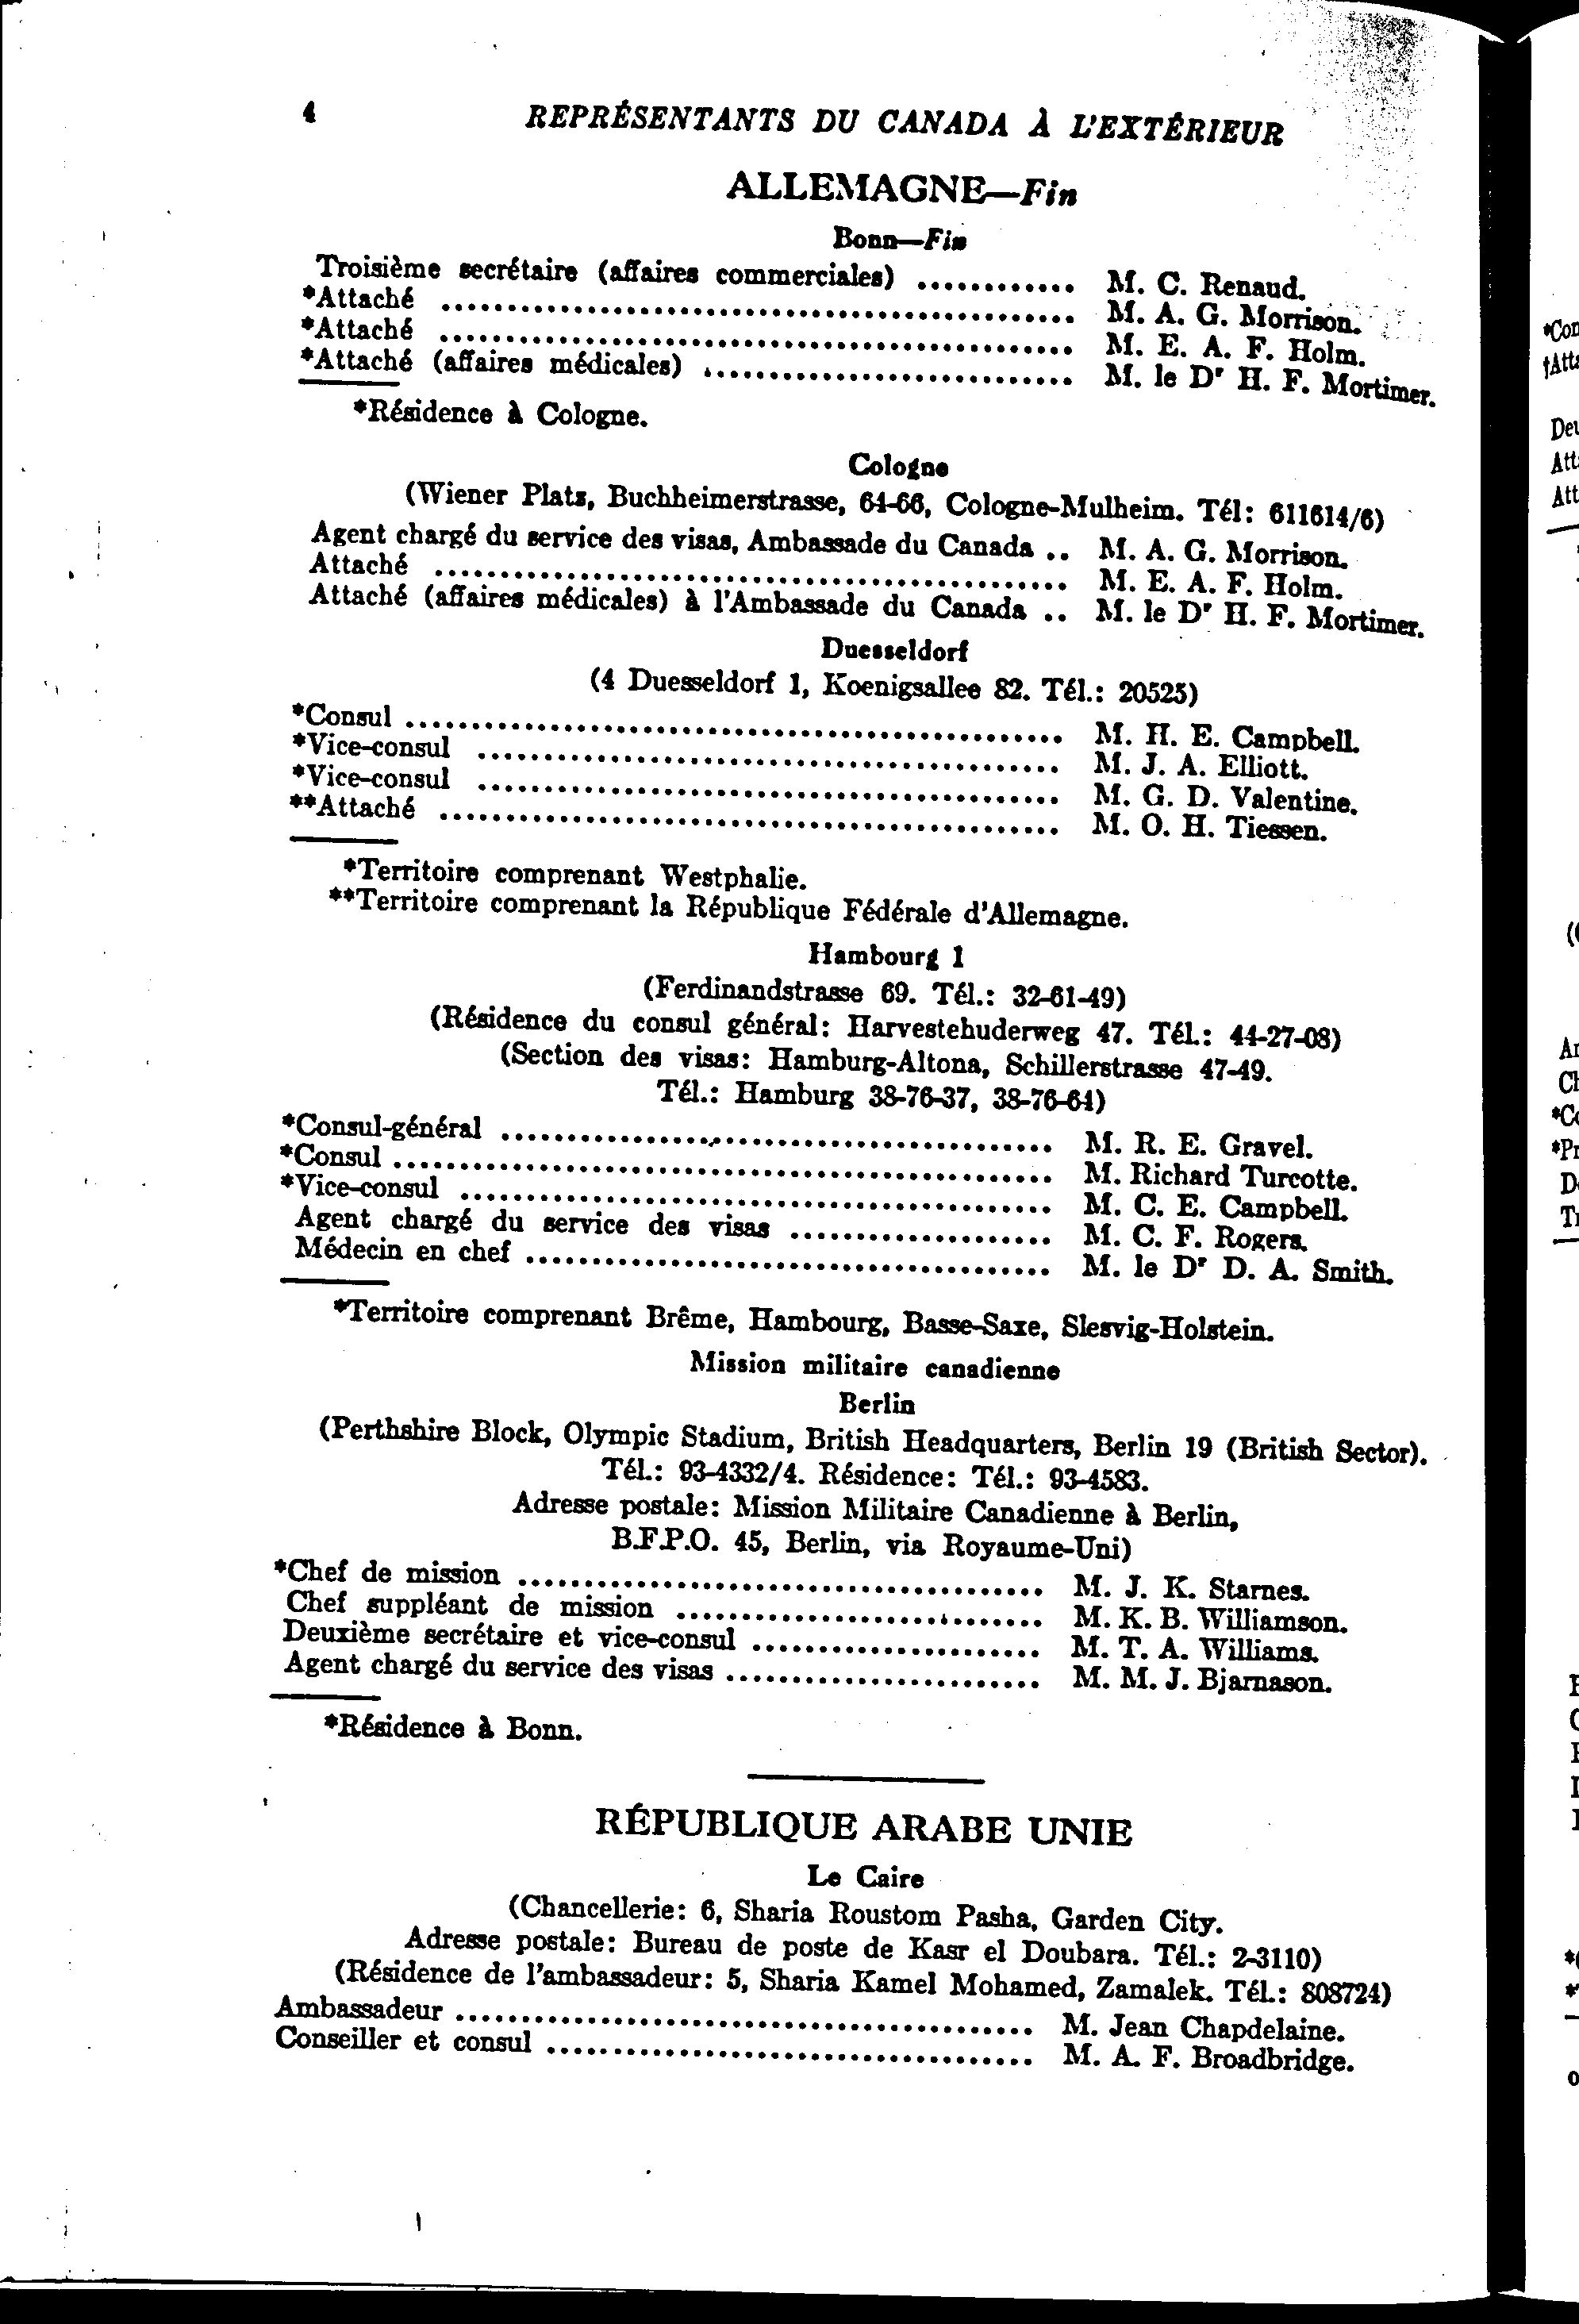 4 REPRÉSENTANTS DU CANADA À L'EXTÉRIEUR
ALLEMAGNE—Fin
Bonn—Fin
Troisième secrétaire (affaires commerciales) ............ M. C. Renaud.
*Attaché ................................................ M. A. G. Morrison.
*Attaché ................................................ M. E. A. F. Holm.
*Attaché (affaires médicales) ............................ M. le Dr H. F. Mortimer.
*Résidence à Cologne.
Cologne
(Wiener Platz, Buchheimerstrasse, 64-66, Cologne-Mulheim. Tél: 611614/6)
Agent chargé du service des visas, Ambassade du Canada .. M. A. G. Morrison.
Attaché ................................................ M. E. A. F. Holm.
Attaché (affaires médicales) à l'Ambassade du Canada .. M. le Dr H. F. Mortimer.
Duesseldorf
(4 Duesseldorf 1, Koenigsallee 82. Tél.: 20525)
*Consul .................................................. M. H. E. Campbell.
*Vice-consul ............................................ M. J. A. Elliott.
*Vice-consul ............................................ M. G. D. Valentine.
**Attaché ............................................... M. O. H. Tiessen.
*Territoire comprenant Westphalie.
**Territoire comprenant la République Fédérale d'Allemagne.
Hambourg 1
(Ferdinandstrasse 69. Tél.: 32-61-49)
(Résidence du consul général: Harvestehuderweg 47. Tél.: 44-27-08)
(Section des visas: Hamburg-Altona, Schillerstrasse 47-49.
Tél.: Hamburg 38-76-37, 38-76-64)
*Consul-général .......................................... M. R. E. Gravel.
*Consul .................................................. M. Richard Turcotte.
*Vice-consul ............................................. M. C. E. Campbell.
Agent chargé du service des visas .................... M. C. F. Rogers.
Médecin en chef ........................................ M. le Dr D. A. Smith.
*Territoire comprenant Brême, Hambourg, Basse-Saxe, Slesvig-Holstein.
Mission militaire canadienne
Berlin
(Perthshire Block, Olympic Stadium, British Headquarters, Berlin 19 (British Sector).
Tél.: 93-4332/4. Résidence: Tél.: 93-4583.
Adresse postale: Mission Militaire Canadienne à Berlin,
B.F.P.O. 45, Berlin, via Royaume-Uni)
*Chef de mission ........................................ M. J. K. Starnes.
Chef suppléant de mission ............................ M. K. B. Williamson.
Deuxième secrétaire et vice-consul ...................... M. T. A. Williams.
Agent chargé du service des visas ........................ M. M. J. Bjarnason.
*Résidence à Bonn.
RÉPUBLIQUE ARABE UNIE
Le Caire
(Chancellerie: 6, Sharia Roustom Pasha, Garden City.
Adresse postale: Bureau de poste de Kasr el Doubara. Tél.: 2-3110)
(Résidence de l'ambassadeur: 5, Sharia Kamel Mohamed, Zamalek. Tél.: 808724)
Ambassadeur ............................................ M. Jean Chapdelaine.
Conseiller et consul ..................................... M. A. F. Broadbridge.